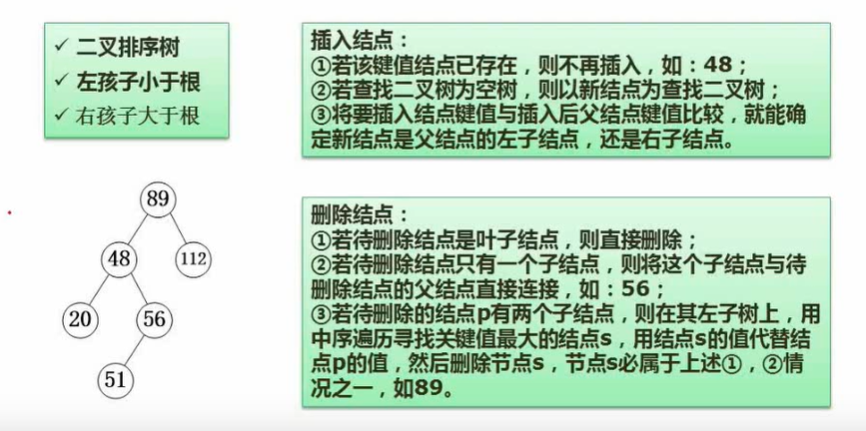 ✓ 二叉排序树
✓ 左孩子小于根
✓ 右孩子大于根
插入结点：
①若该键值结点已存在，则不再插入，如：48；
②若查找二叉树为空树，则以新结点为查找二叉树；
③将要插入结点键值与插入后父结点键值比较，就能确
定新结点是父结点的左子结点，还是右子结点。
89
48
112
20
56
51
删除结点：
①若待删除结点是叶子结点，则直接删除；
②若待删除结点只有一个子结点，则将这个子结点与待
删除结点的父结点直接连接，如：56；
③若待删除的结点p有两个子结点，则在其左子树上，用
中序遍历寻找关键值最大的结点s，用结点s的值代替结
点p的值，然后删除节点s，节点s必属于上述①，②情
况之一，如89。